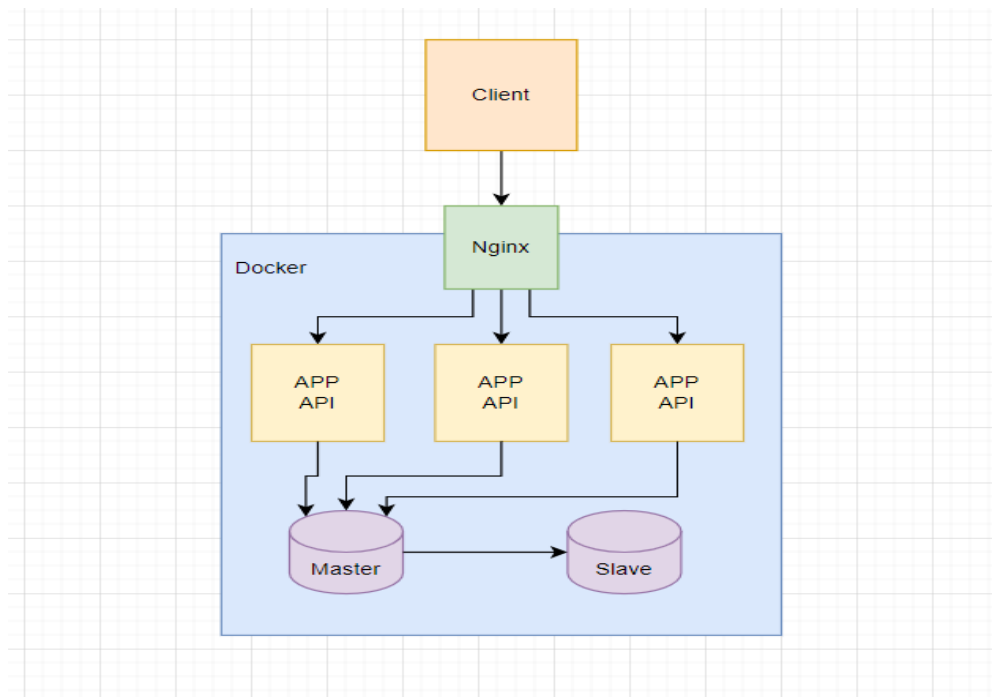 Client
Nginx
Docker
APP
API
APP
API
APP
API
Master
Slave